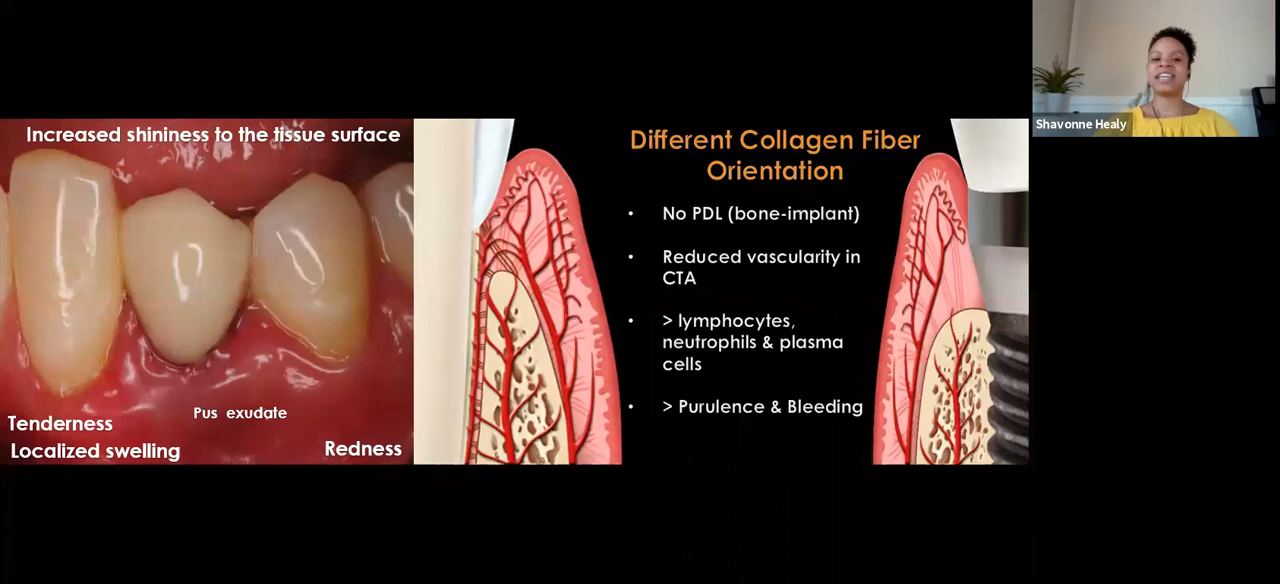 Increased shininess to the tissue surface
Pus exudate
Tenderness
Localized swelling
Redness
Different Collagen Fiber
Orientation
• No PDL (bone-implant)
• Reduced vascularity in
CTA
• > lymphocytes,
neutrophils & plasma
cells
• > Purulence & Bleeding
Shavonne Healy